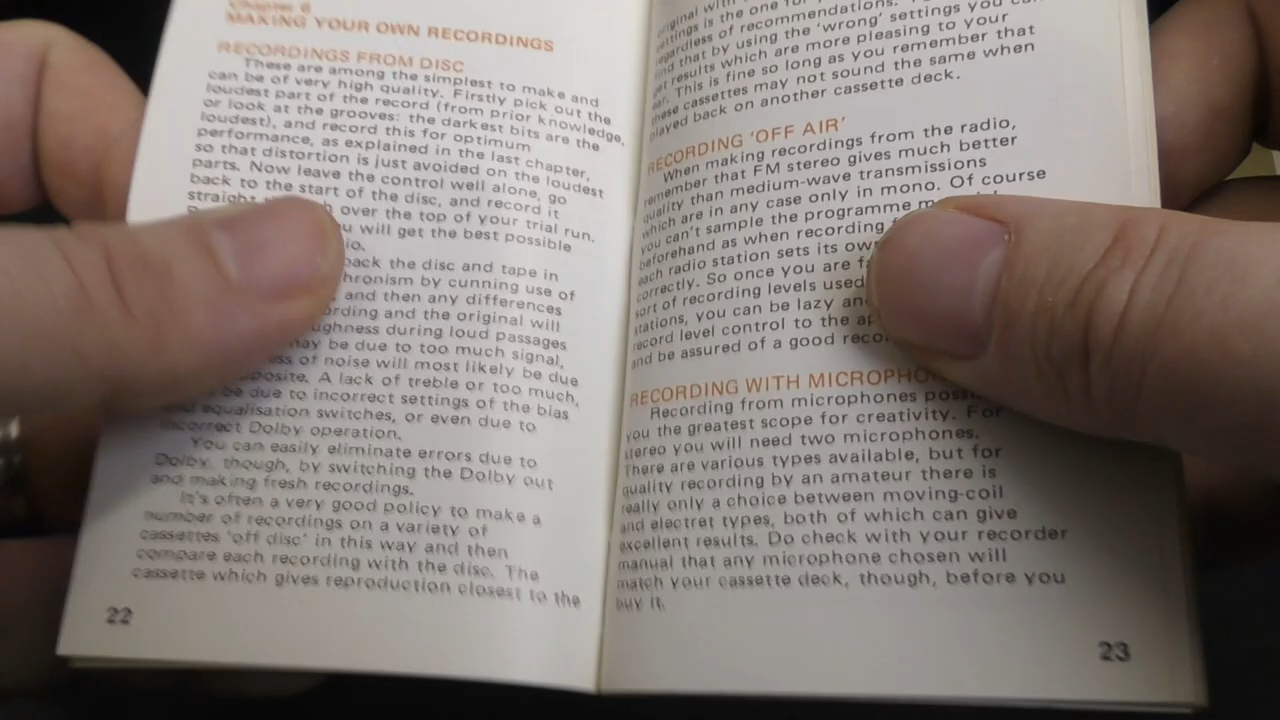 Chapter 6
MAKING YOUR OWN RECORDINGS
RECORDINGS FROM DISC
These are among the simplest to make and
can be of very high quality. Firstly pick out the
loudest part of the record (from prior knowledge,
or look at the grooves: the darkest bits are the
loudest), and record this for optimum
performance, as explained in the last chapter,
so that distortion is just avoided on the loudest
parts. Now leave the control well alone, go
back to the start of the disc, and record it
straight over the top of your trial run.
will get the best possible
back the disc and tape in
by cunning use of
and then any differences
and the original will
during loud passages
may be due to too much signal,
of noise will most likely be due
A lack of treble or too much,
be due to incorrect settings of the bias
equalisation switches, or even due to
incorrect Dolby operation.
You can easily eliminate errors due to
Dolby, though, by switching the Dolby out
and making fresh recordings.
It's often a very good policy to make a
number of recordings on a variety of
cassettes 'off disc' in this way and then
compare each recording with the disc. The
cassette which gives reproduction closest to the
22
original with
settings is the one for
regardless of recommendations.
find that by using the 'wrong' settings you
get results which are more pleasing to your
ear. This is fine so long as you remember that
these cassettes may not sound the same when
played back on another cassette deck.
RECORDING 'OFF AIR'
When making recordings from the radio,
remember that FM stereo gives much better
quality than medium-wave transmissions
which are in any case only in mono. Of course
you can't sample the programme
beforehand as when recording
each radio station sets its own
correctly. So once you are
sort of recording levels used
stations, you can be lazy and
record level control to the
and be assured of a good
RECORDING WITH
Recording from microphones
you the greatest scope for creativity. For
stereo you will need two microphones.
There are various types available, but for
quality recording by an amateur there is
really only a choice between moving-coil
and electret types, both of which can give
excellent results. Do check with your recorder
manual that any microphone chosen will
match your cassette deck, though, before you
buy it.
23